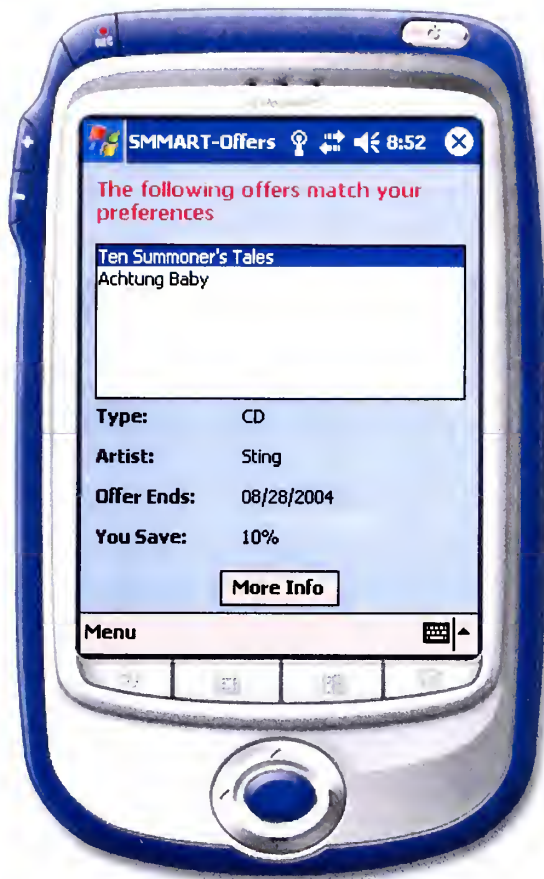 SMMART-Offers 8:52
The following offers match your
preferences
Ten Summoner's Tales
Achtung Baby
Type: CD
Artist: Sting
Offer Ends: 08/28/2004
You Save: 10%
More Info
Menu